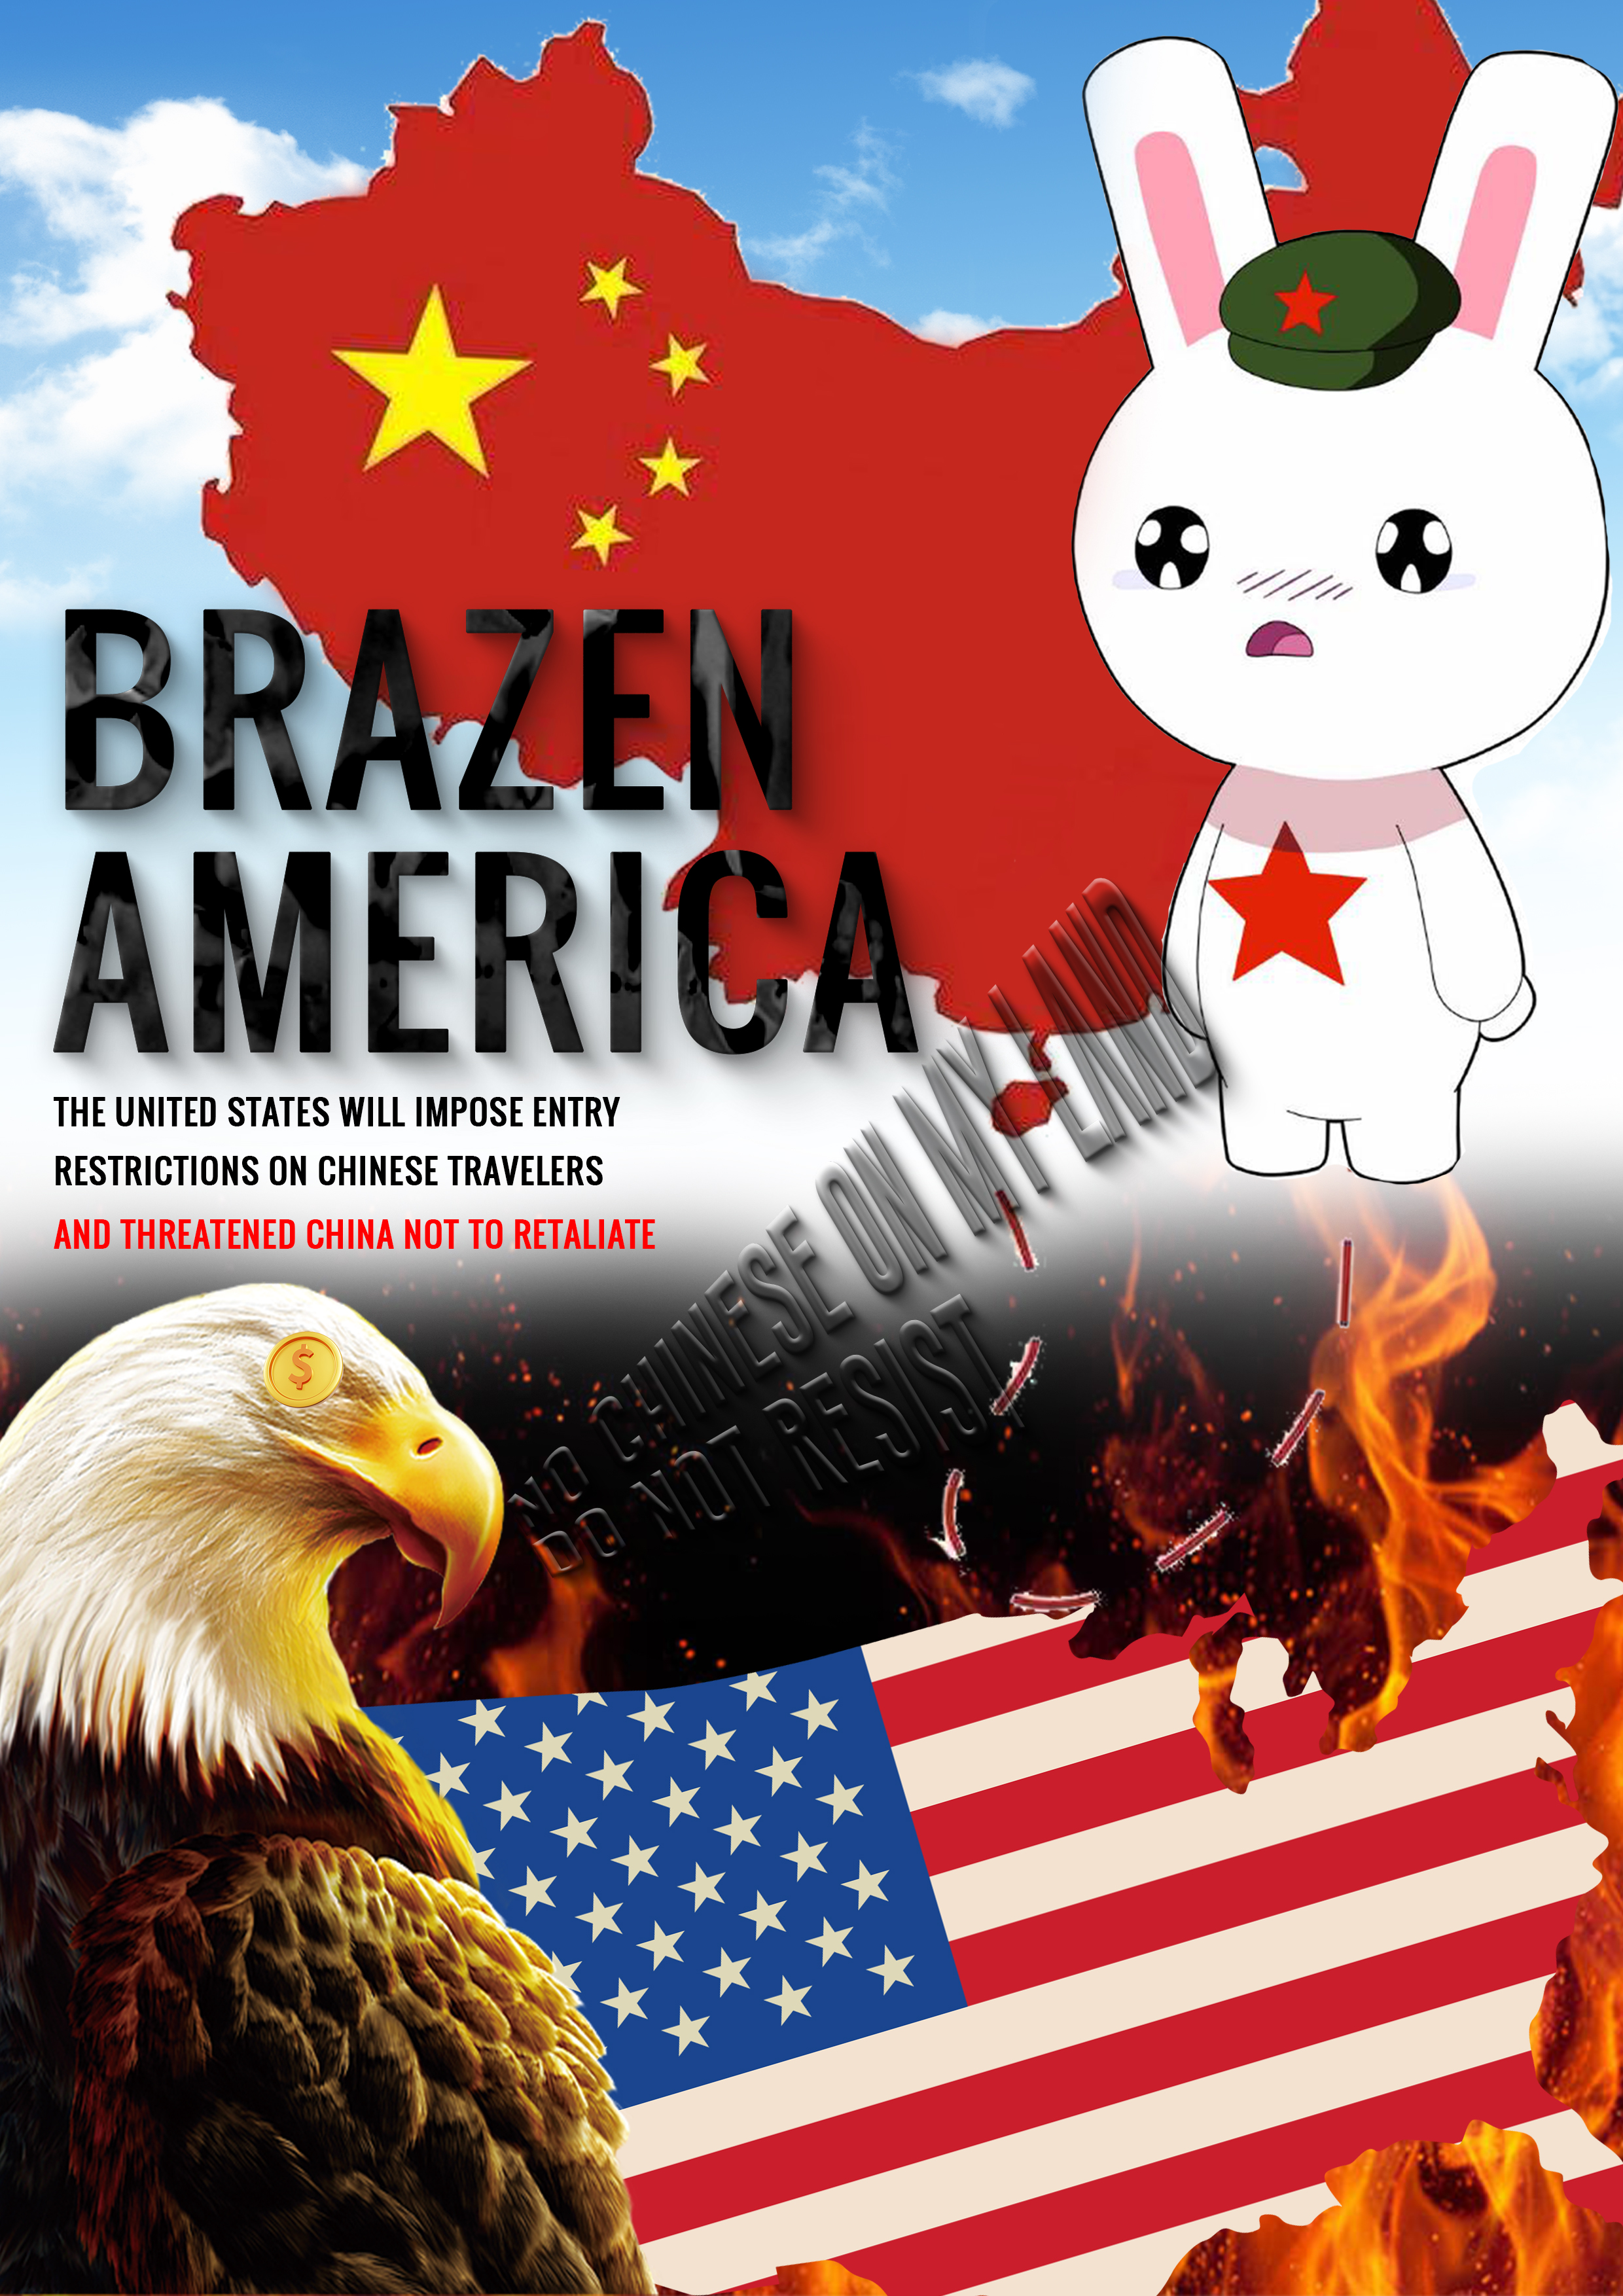 BRAZEN
AMERICA
THE UNITED STATES WILL IMPOSE ENTRY
RESTRICTIONS ON CHINESE TRAVELERS
AND THREATENED CHINA NOT TO RETALIATE
NO CHINESE ON MY LAND
DO NOT RESIST
$